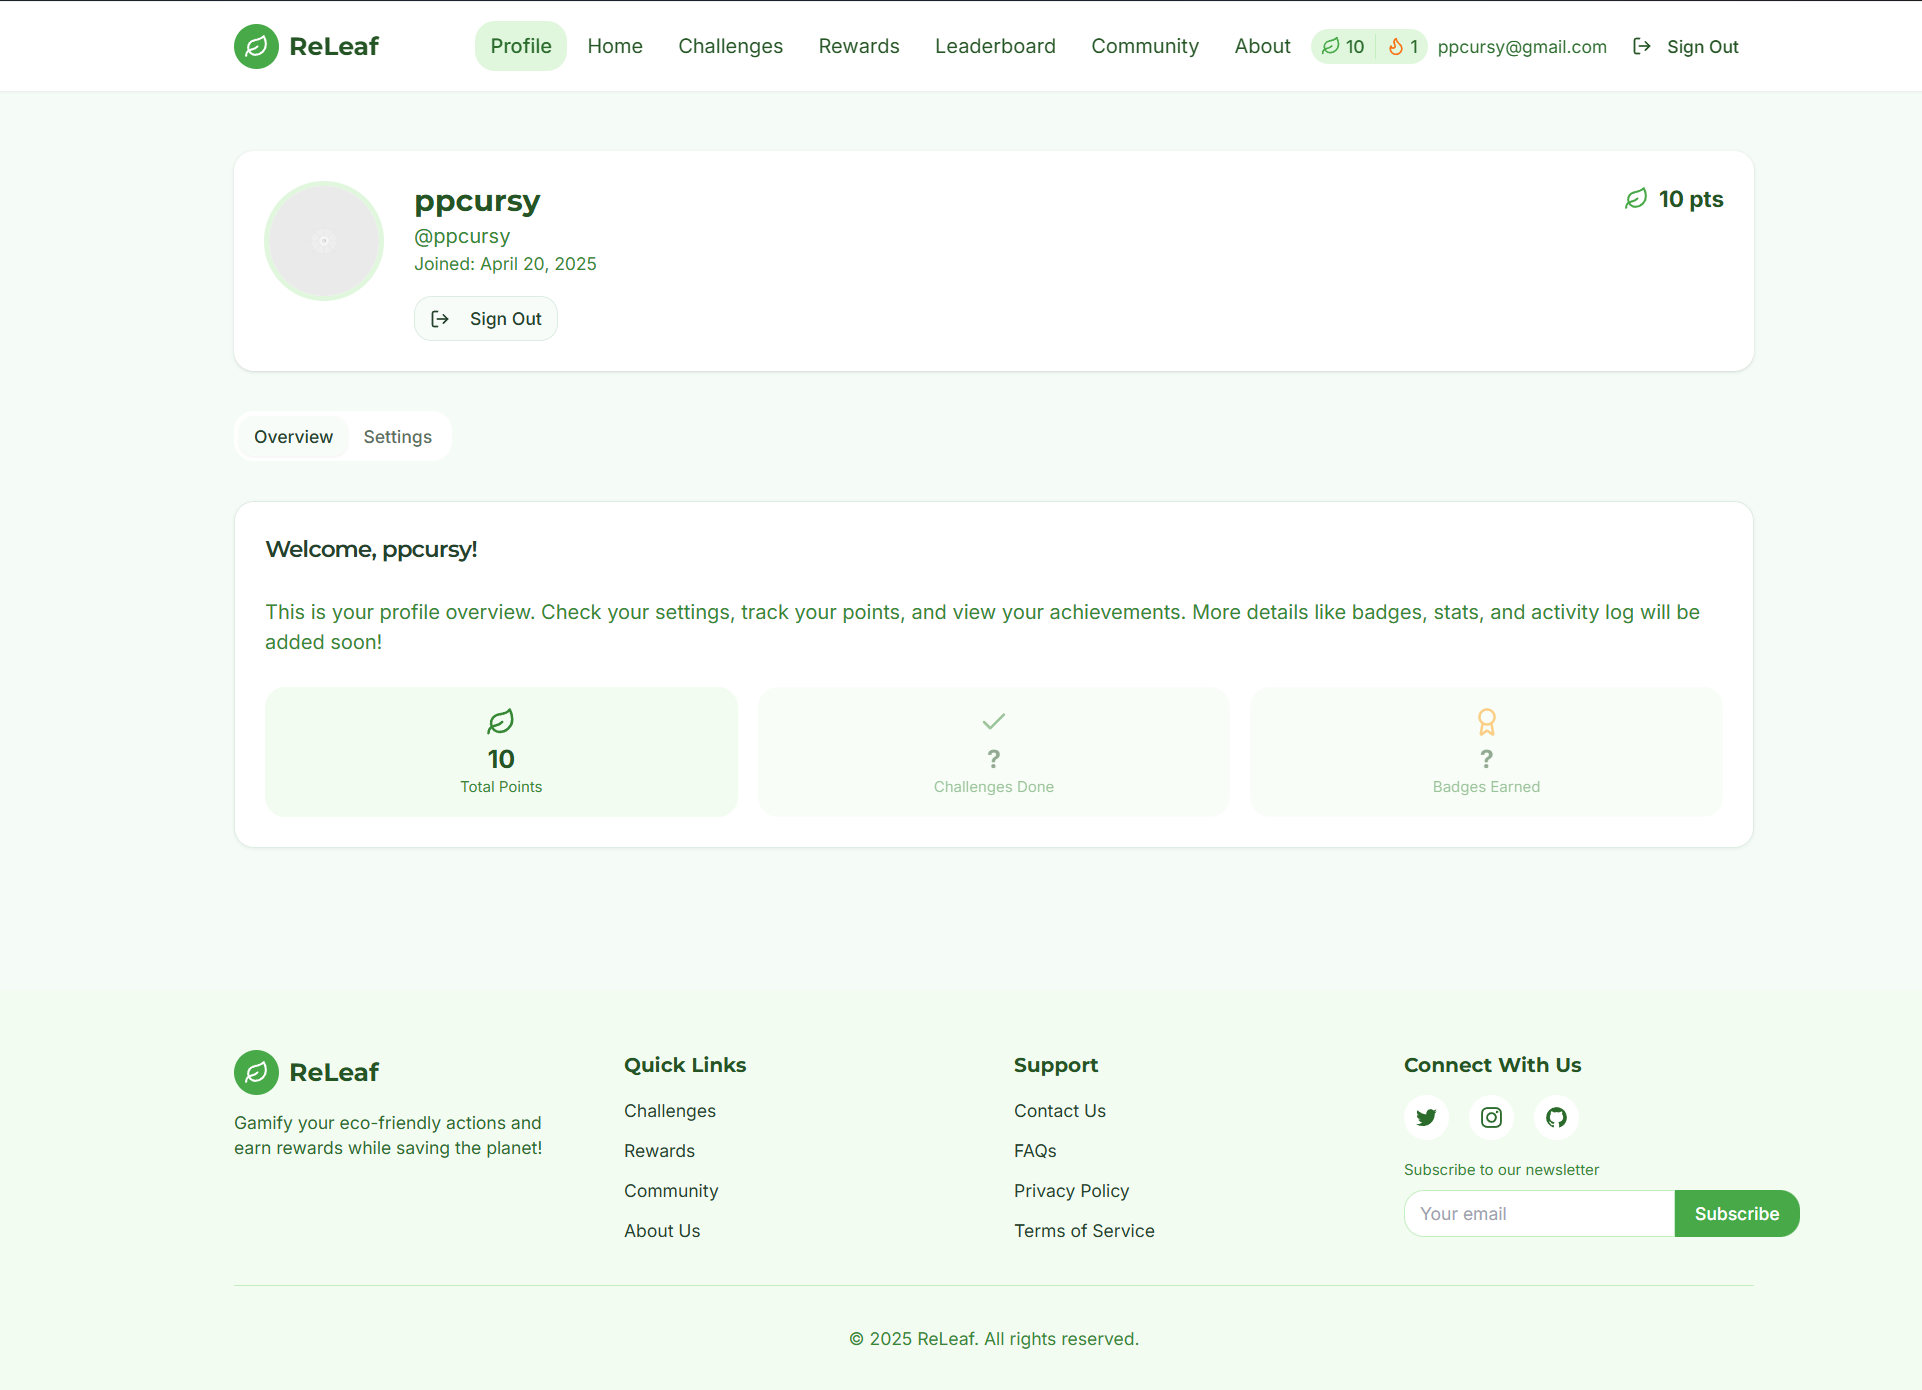 ReLeaf
Profile Home Challenges Rewards Leaderboard Community About 10 1 ppcursy@gmail.com Sign Out
ppcursy
@ppcursy
Joined: April 20, 2025
Sign Out
10 pts
Overview Settings
Welcome, ppcursy!
This is your profile overview. Check your settings, track your points, and view your achievements. More details like badges, stats, and activity log will be
added soon!
10
Total Points
?
Challenges Done
?
Badges Earned
ReLeaf
Gamify your eco-friendly actions and
earn rewards while saving the planet!
Quick Links
Challenges
Rewards
Community
About Us
Support
Contact Us
FAQs
Privacy Policy
Terms of Service
Connect With Us
Subscribe to our newsletter
Your email Subscribe
© 2025 ReLeaf. All rights reserved.